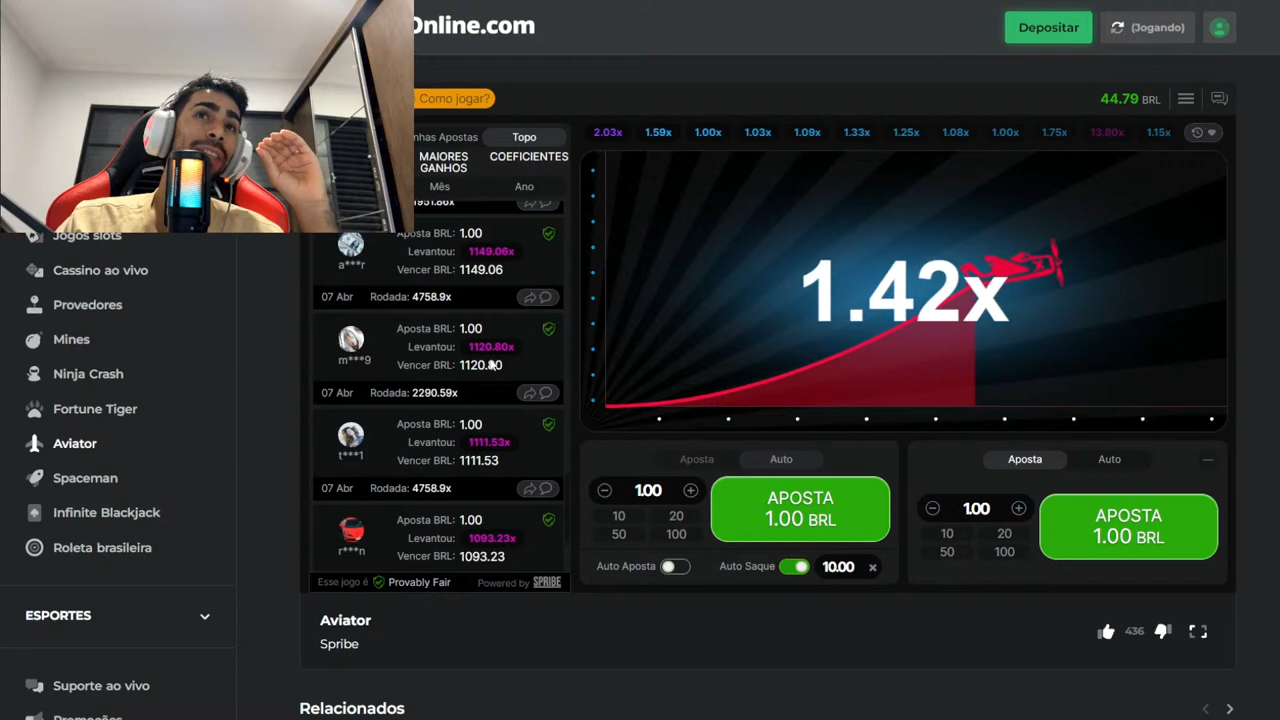 Online.com
Depositar
(Jogando)
Como jogar?
44.79 BRL
nhas Apostas
Topo
MAIORES
GANHOS
COEFICIENTES
Mês
Ano
2.03x 1.59x 1.00x 1.03x 1.09x 1.33x 1.25x 1.08x 1.00x 1.75x 13.80x 1.15x
1951.86x
Aposta BRL: 1.00
Levantou: 1149.06x
a***r
Vencer BRL: 1149.06
07 Abr Rodada: 4758.9x
Aposta BRL: 1.00
Levantou: 1120.80x
m***9
Vencer BRL: 1120.80
07 Abr Rodada: 2290.59x
Aposta BRL: 1.00
Levantou: 1111.53x
t***1
Vencer BRL: 1111.53
07 Abr Rodada: 4758.9x
Aposta BRL: 1.00
Levantou: 1093.23x
r***n
Vencer BRL: 1093.23
Esse jogo é Provably Fair
Powered by SPRIBE
1.42x
Aposta Auto
1.00
10 20
50 100
APOSTA
1.00 BRL
Auto Aposta
Auto Saque
10.00 ×
Aposta Auto
1.00
10 20
50 100
APOSTA
1.00 BRL
Jogos slots
Cassino ao vivo
Provedores
Mines
Ninja Crash
Fortune Tiger
Aviator
Spaceman
Infinite Blackjack
Roleta brasileira
ESPORTES
Suporte ao vivo
Promoções
Aviator
Spribe
436
Relacionados